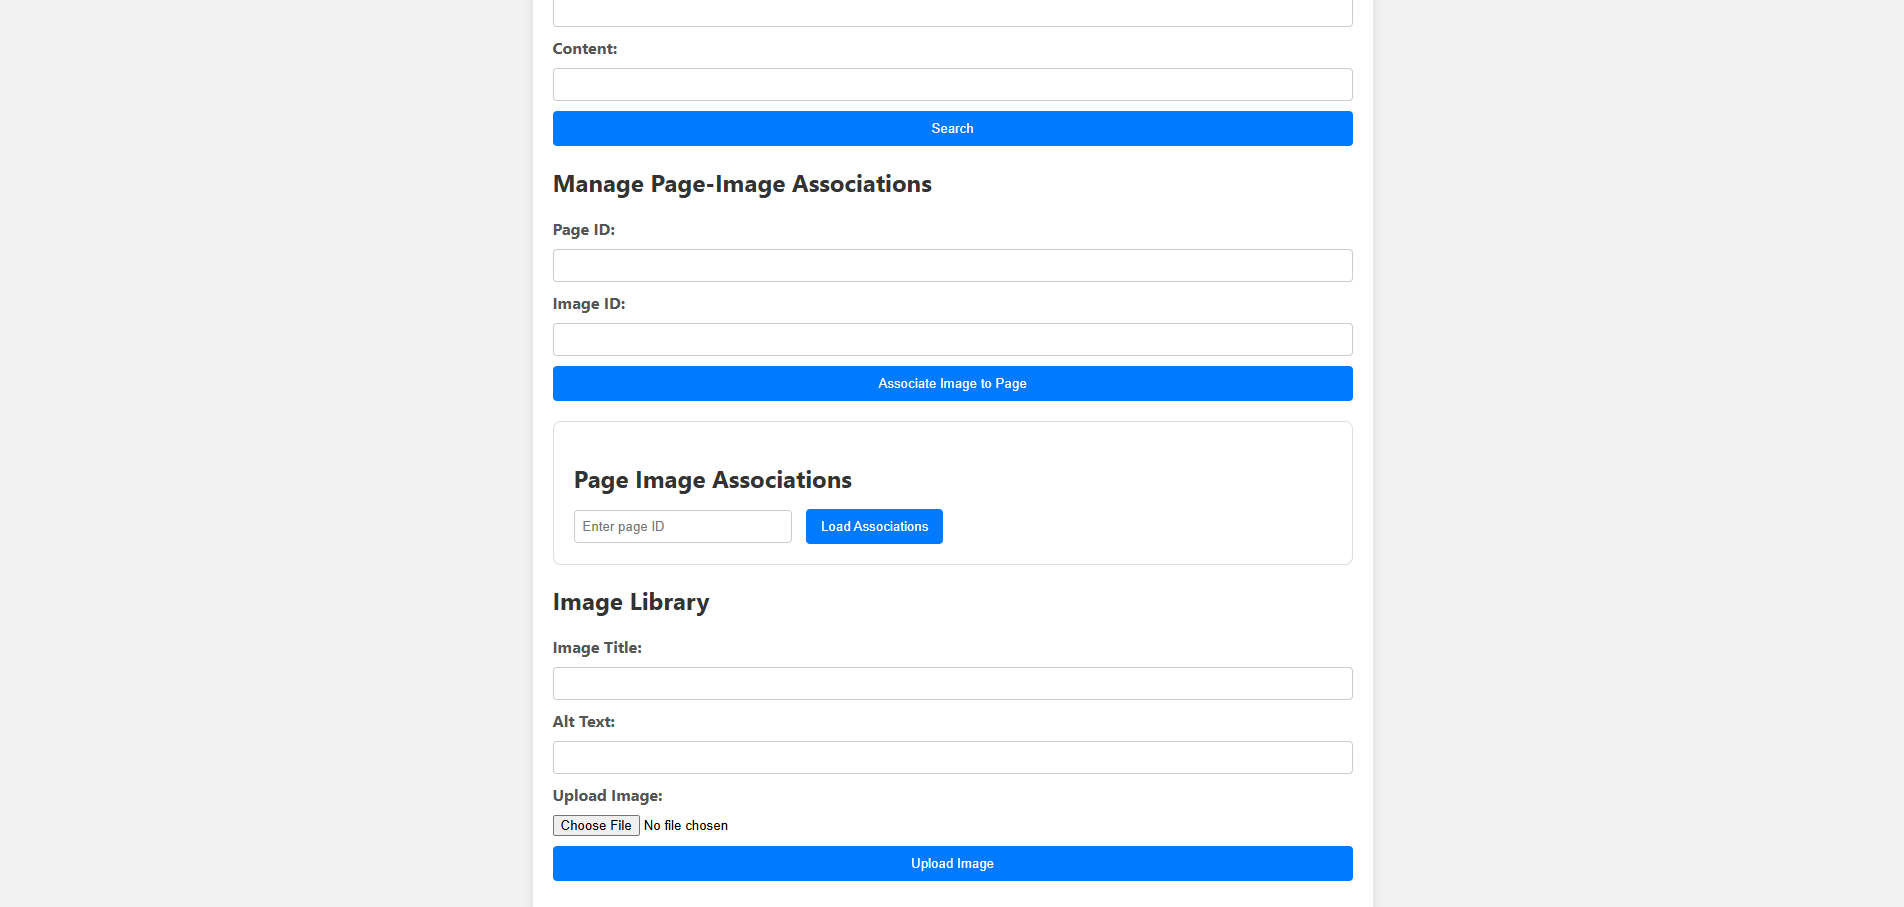 Content:
Search
Manage Page-Image Associations
Page ID:
Image ID:
Associate Image to Page
Page Image Associations
Enter page ID Load Associations
Image Library
Image Title:
Alt Text:
Upload Image:
Choose File No file chosen
Upload Image